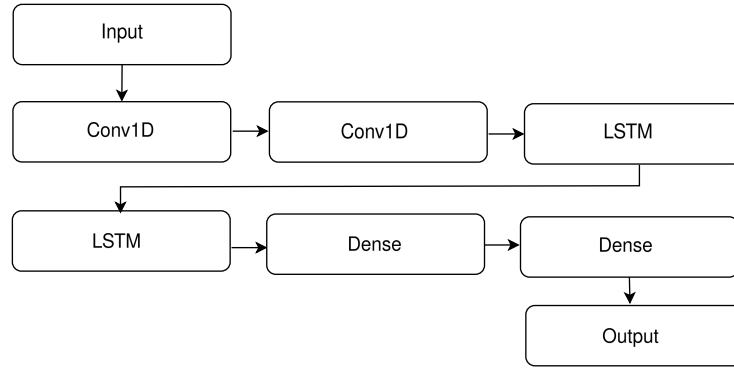 Input
Conv1D
Conv1D
LSTM
LSTM
Dense
Dense
Output